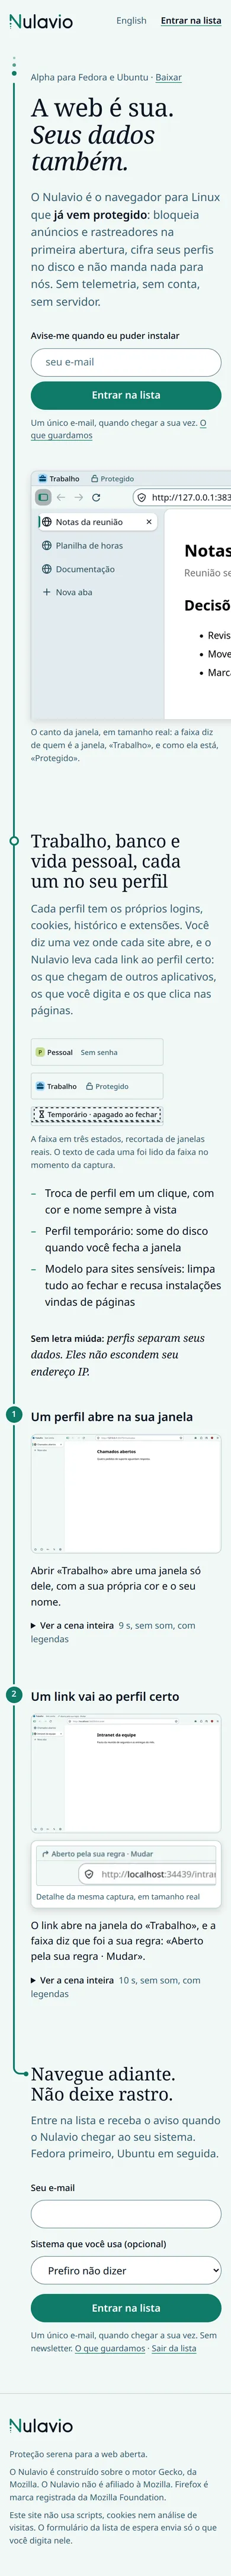 Nulavio
English
Entrar na lista
Alpha para Fedora e Ubuntu · Baixar
A web é sua.
Seus dados
também.
O Nulavio é o navegador para Linux
que já vem protegido: bloqueia
anúncios e rastreadores na
primeira abertura, cifra seus perfis
no disco e não manda nada para
nós. Sem telemetria, sem conta,
sem servidor.
Avise-me quando eu puder instalar
seu e-mail
Entrar na lista
Um único e-mail, quando chegar a sua vez. O
que guardamos
Trabalho
Protegido
http://127.0.0.1:383
Notas da reunião
Planilha de horas
Documentação
Nova aba
Notas
Reunião se
Decisõ
Revis
Move
Marc
O canto da janela, em tamanho real: a faixa diz
de quem é a janela, «Trabalho», e como ela está,
«Protegido».
Trabalho, banco e
vida pessoal, cada
um no seu perfil
Cada perfil tem os próprios logins,
cookies, histórico e extensões. Você
diz uma vez onde cada site abre, e o
Nulavio leva cada link ao perfil certo:
os que chegam de outros aplicativos,
os que você digita e os que clica nas
páginas.
P Pessoal Sem senha
Trabalho Protegido
Temporário · apagado ao fechar
A faixa em três estados, recortada de janelas
reais. O texto de cada uma foi lido da faixa no
momento da captura.
– Troca de perfil em um clique, com
cor e nome sempre à vista
– Perfil temporário: some do disco
quando você fecha a janela
– Modelo para sites sensíveis: limpa
tudo ao fechar e recusa instalações
vindas de páginas
Sem letra miúda: perfis separam seus
dados. Eles não escondem seu
endereço IP.
1 Um perfil abre na sua janela
Chamados abertos
Abrir «Trabalho» abre uma janela só
dele, com a sua própria cor e o seu
nome.
Ver a cena inteira 9 s, sem som, com
legendas
2 Um link vai ao perfil certo
Intranet da equipe
Aberto pela sua regra · Mudar
http://localhost:34439/intrar
Detalhe da mesma captura, em tamanho real
O link abre na janela do «Trabalho», e a
faixa diz que foi a sua regra: «Aberto
pela sua regra · Mudar».
Ver a cena inteira 10 s, sem som, com
legendas
Navegue adiante.
Não deixe rastro.
Entre na lista e receba o aviso quando
o Nulavio chegar ao seu sistema.
Fedora primeiro, Ubuntu em seguida.
Seu e-mail
Sistema que você usa (opcional)
Prefiro não dizer
Entrar na lista
Um único e-mail, quando chegar a sua vez. Sem
newsletter. O que guardamos · Sair da lista
Nulavio
Proteção serena para a web aberta.
O Nulavio é construído sobre o motor Gecko, da
Mozilla. O Nulavio não é afiliado à Mozilla. Firefox é
marca registrada da Mozilla Foundation.
Este site não usa scripts, cookies nem análise de
visitas. O formulário da lista de espera envia só o que
você digita nele.